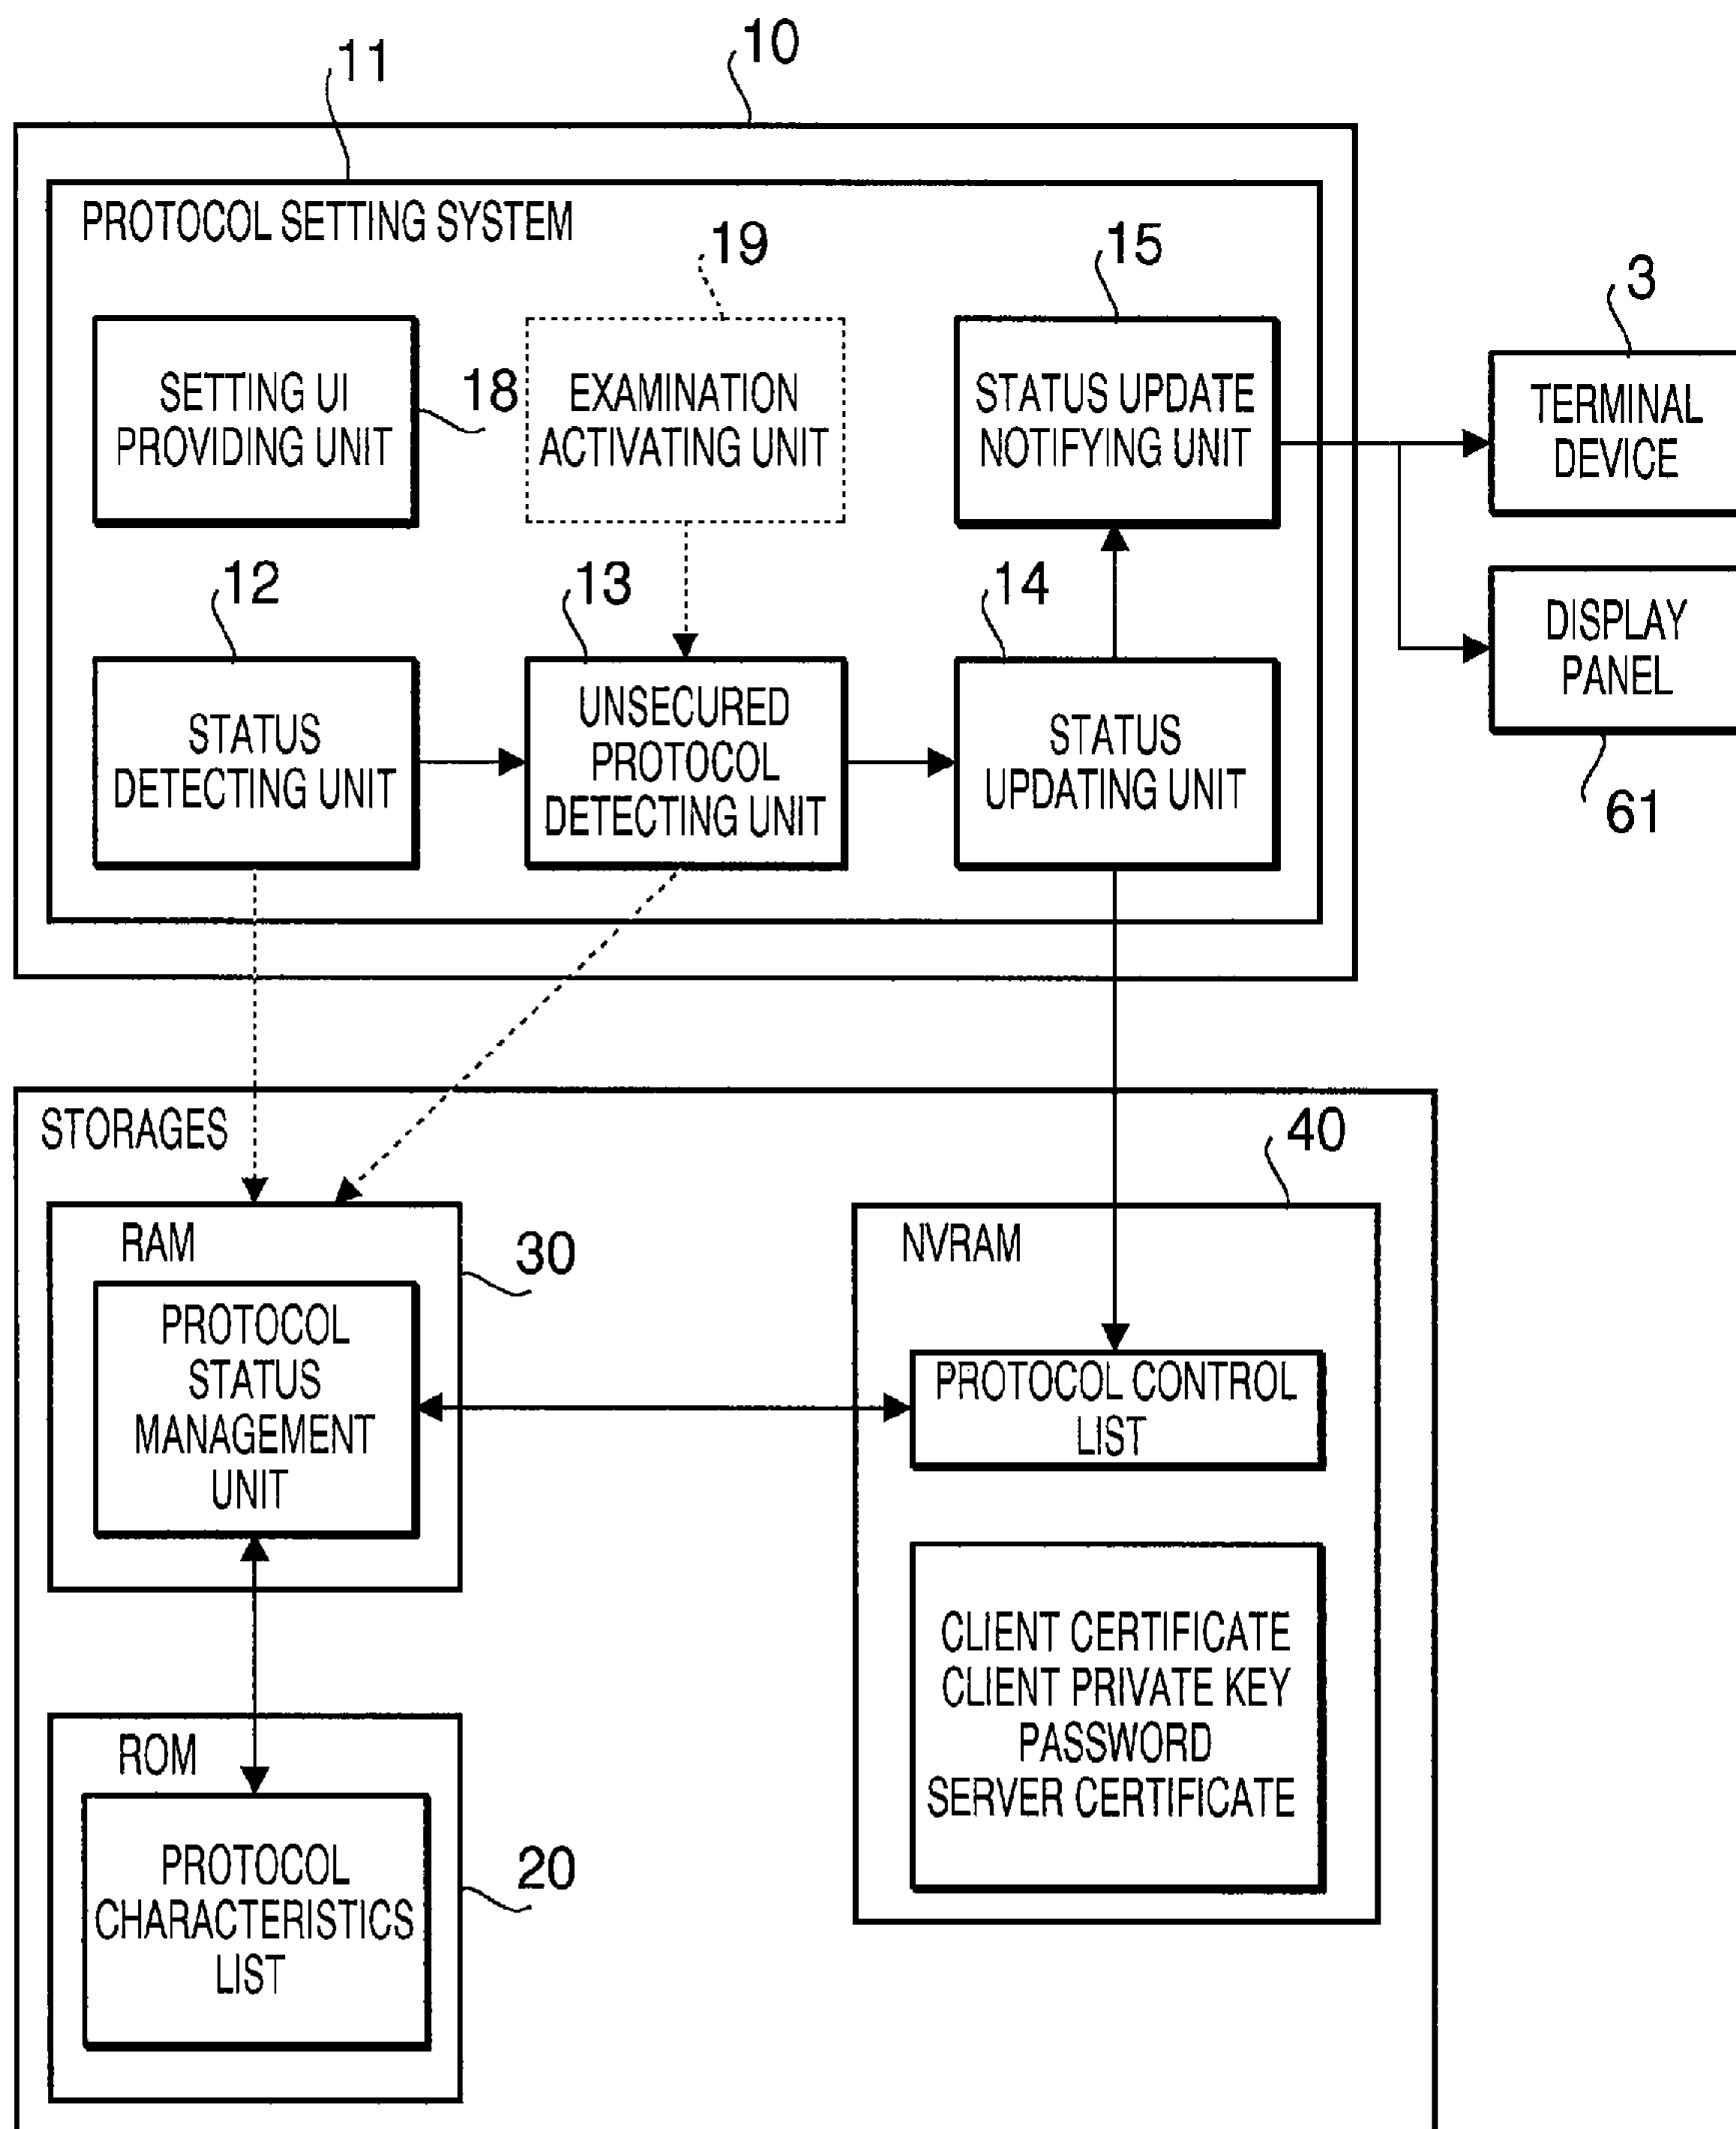 10
11
PROTOCOL SETTING SYSTEM
19
15
3
SETTING UI
PROVIDING UNIT
18
EXAMINATION
ACTIVATING UNIT
STATUS UPDATE
NOTIFYING UNIT
TERMINAL
DEVICE
12
13
14
DISPLAY
PANEL
61
STATUS
DETECTING UNIT
UNSECURED
PROTOCOL
DETECTING UNIT
STATUS
UPDATING UNIT
STORAGES
40
RAM
30
NVRAM
PROTOCOL
STATUS
MANAGEMENT
UNIT
PROTOCOL CONTROL
LIST
CLIENT CERTIFICATE
CLIENT PRIVATE KEY
PASSWORD
SERVER CERTIFICATE
ROM
20
PROTOCOL
CHARACTERISTICS
LIST